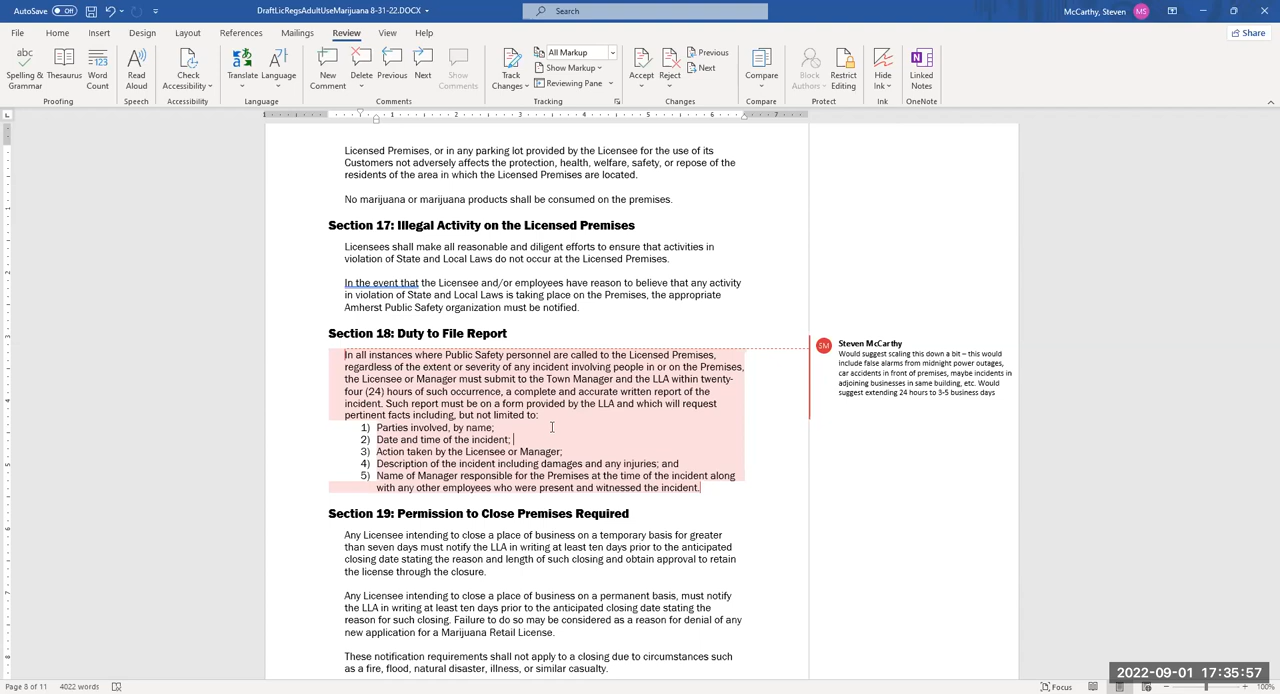 AutoSave Off
DraftLicRegsAdultUseMarijuana 8-31-22.DOCX
Search
McCarthy, Steven MS
File Home Insert Design Layout References Mailings Review View Help
Share
Spelling & Grammar
Thesaurus
Word Count
Read Aloud
Check Accessibility
Translate
Language
New Comment
Delete
Previous
Next
Show Comments
Track Changes
All Markup
Show Markup
Reviewing Pane
Accept
Reject
Previous
Next
Compare
Block Authors
Restrict Editing
Hide Ink
Linked Notes
Proofing Speech Accessibility Language Comments Tracking Changes Compare Protect Ink OneNote
Licensed Premises, or in any parking lot provided by the Licensee for the use of its
Customers not adversely affects the protection, health, welfare, safety, or repose of the
residents of the area in which the Licensed Premises are located.
No marijuana or marijuana products shall be consumed on the premises.
Section 17: Illegal Activity on the Licensed Premises
Licensees shall make all reasonable and diligent efforts to ensure that activities in
violation of State and Local Laws do not occur at the Licensed Premises.
In the event that the Licensee and/or employees have reason to believe that any activity
in violation of State and Local Laws is taking place on the Premises, the appropriate
Amherst Public Safety organization must be notified.
Section 18: Duty to File Report
In all instances where Public Safety personnel are called to the Licensed Premises,
regardless of the extent or severity of any incident involving people in or on the Premises,
the Licensee or Manager must submit to the Town Manager and the LLA within twenty-
four (24) hours of such occurrence, a complete and accurate written report of the
incident. Such report must be on a form provided by the LLA and which will request
pertinent facts including, but not limited to:
1) Parties involved, by name;
2) Date and time of the incident;
3) Action taken by the Licensee or Manager;
4) Description of the incident including damages and any injuries; and
5) Name of Manager responsible for the Premises at the time of the incident along
with any other employees who were present and witnessed the incident.
SM Steven McCarthy
Would suggest scaling this down a bit – this would
include false alarms from midnight power outages,
car accidents in front of premises, maybe incidents in
adjoining businesses in same building, etc. Would
suggest extending 24 hours to 3-5 business days
Section 19: Permission to Close Premises Required
Any Licensee intending to close a place of business on a temporary basis for greater
than seven days must notify the LLA in writing at least ten days prior to the anticipated
closing date stating the reason and length of such closing and obtain approval to retain
the license through the closure.
Any Licensee intending to close a place of business on a permanent basis, must notify
the LLA in writing at least ten days prior to the anticipated closing date stating the
reason for such closing. Failure to do so may be considered as a reason for denial of any
new application for a Marijuana Retail License.
These notification requirements shall not apply to a closing due to circumstances such
as a fire, flood, natural disaster, illness, or similar casualty.
2022-09-01 17:35:57
Page 8 of 11 4022 words
Focus
100%